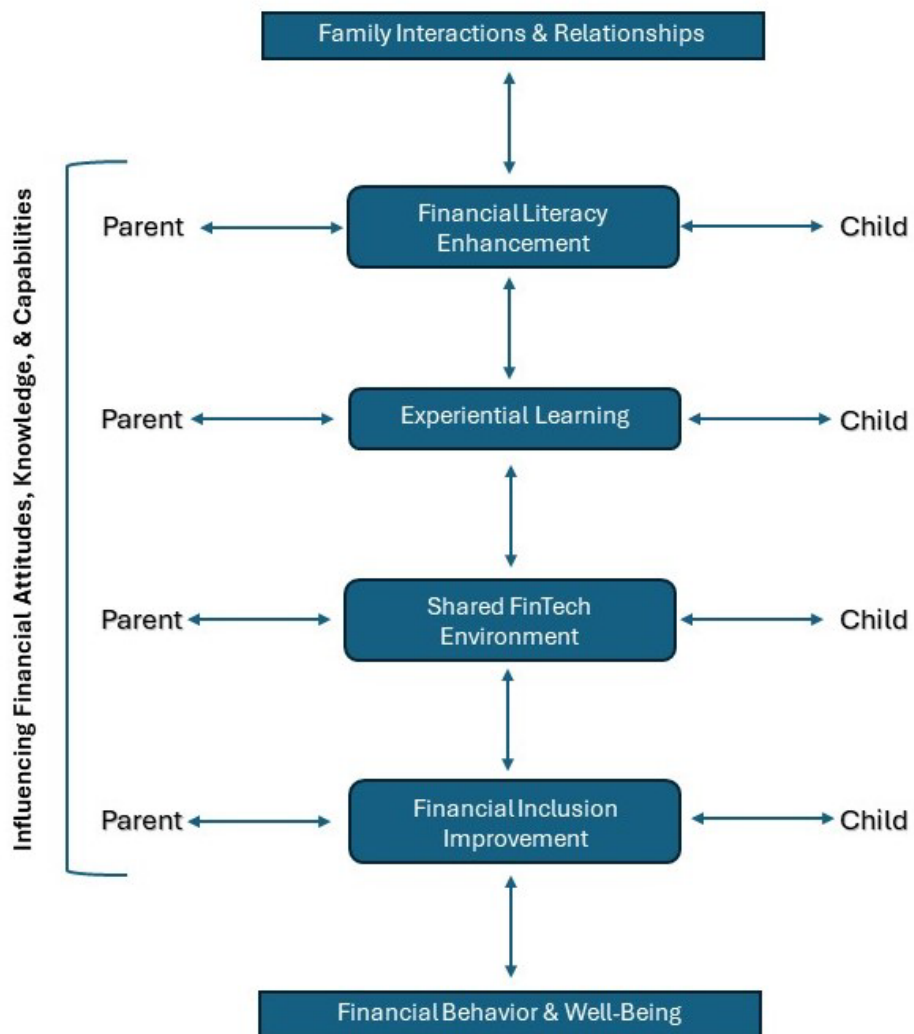 Family Interactions & Relationships
Influencing Financial Attitudes, Knowledge, & Capabilities
Parent
Financial Literacy
Enhancement
Child
Parent
Experiential Learning
Child
Parent
Shared FinTech
Environment
Child
Parent
Financial Inclusion
Improvement
Child
Financial Behavior & Well-Being